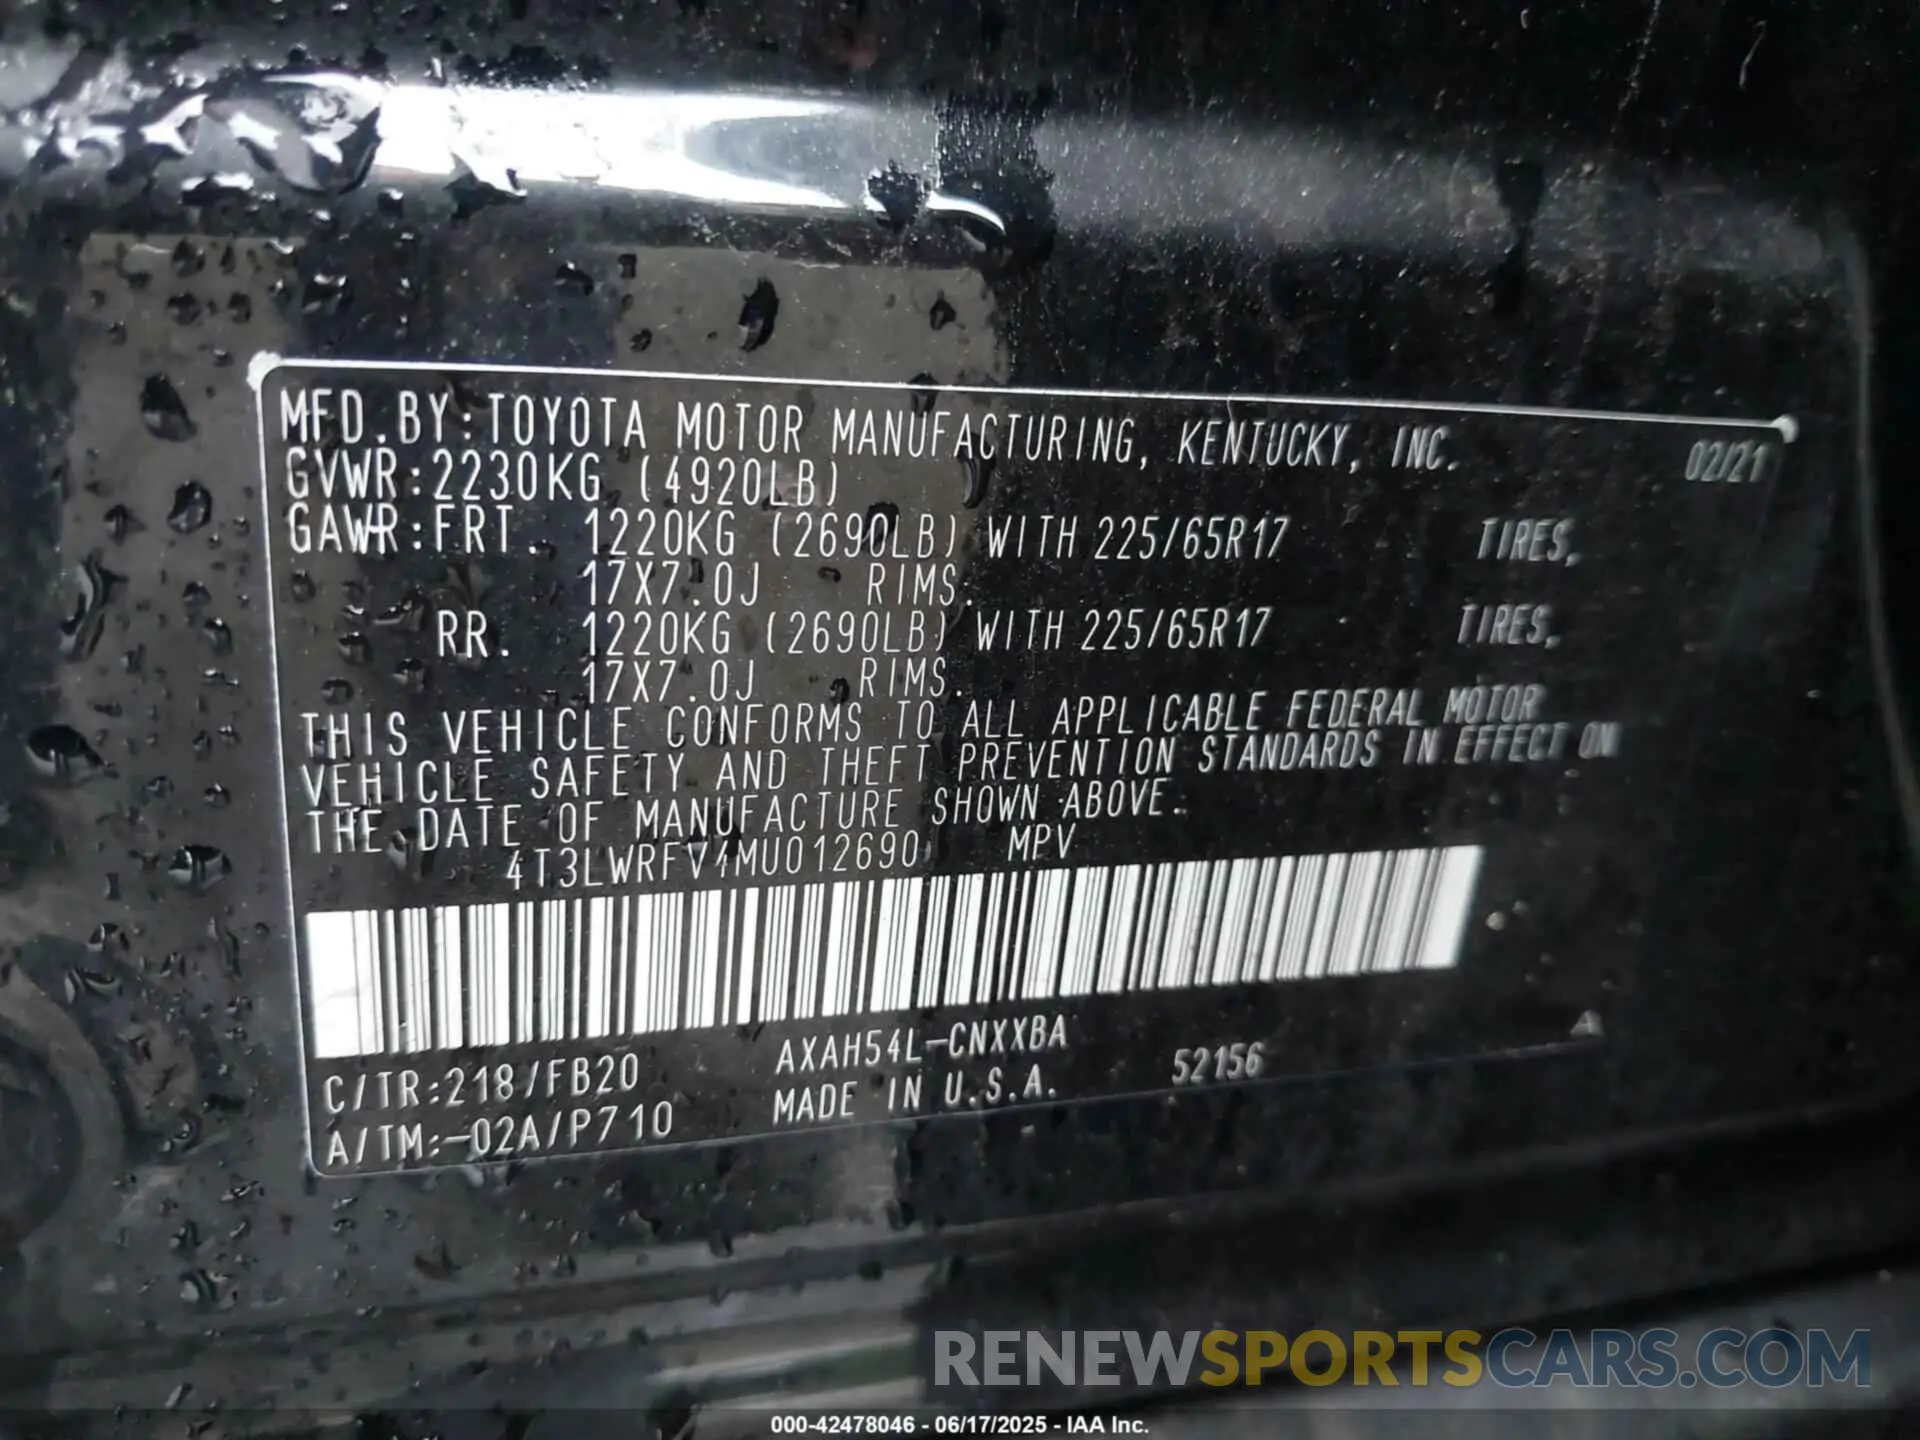 MFD.BY:TOYOTA MOTOR MANUFACTURING, KENTUCKY, INC. 02/21
GVWR:2230KG (4920LB)
GAWR:FRT. 1220KG (2690LB) WITH 225/65R17 TIRES,
17X7.0J RIMS.
RR. 1220KG (2690LB) WITH 225/65R17 TIRES,
17X7.0J RIMS.
THIS VEHICLE CONFORMS TO ALL APPLICABLE FEDERAL MOTOR
VEHICLE SAFETY AND THEFT PREVENTION STANDARDS IN EFFECT ON
THE DATE OF MANUFACTURE SHOWN ABOVE.
4T3LWRFV4MU012690 MPV
C/TR:218/FB20 AXAH54L-CNXXBA 52156 A
A/TM:-02A/P710 MADE IN U.S.A.
RENEWSPORTSCARS.COM
000-42478046 - 06/17/2025 - IAA Inc.